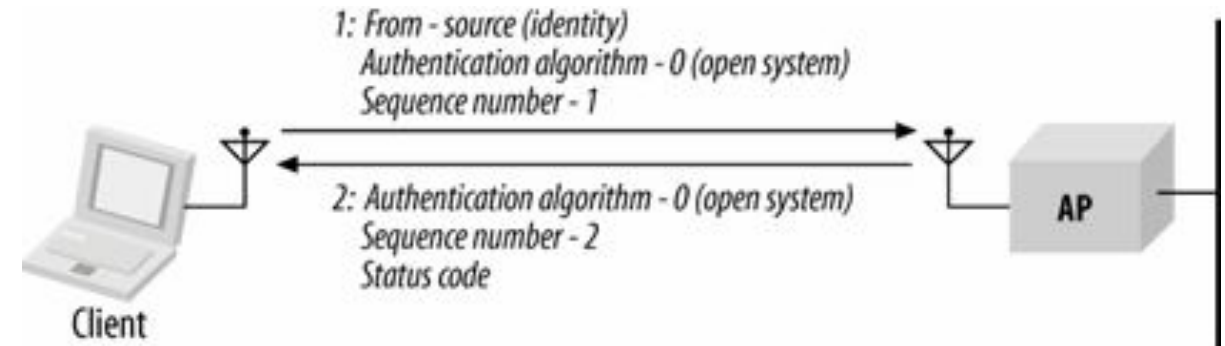 1: From - source (identity)
Authentication algorithm - 0 (open system)
Sequence number - 1
2: Authentication algorithm - 0 (open system)
Sequence number - 2
Status code
AP
Client